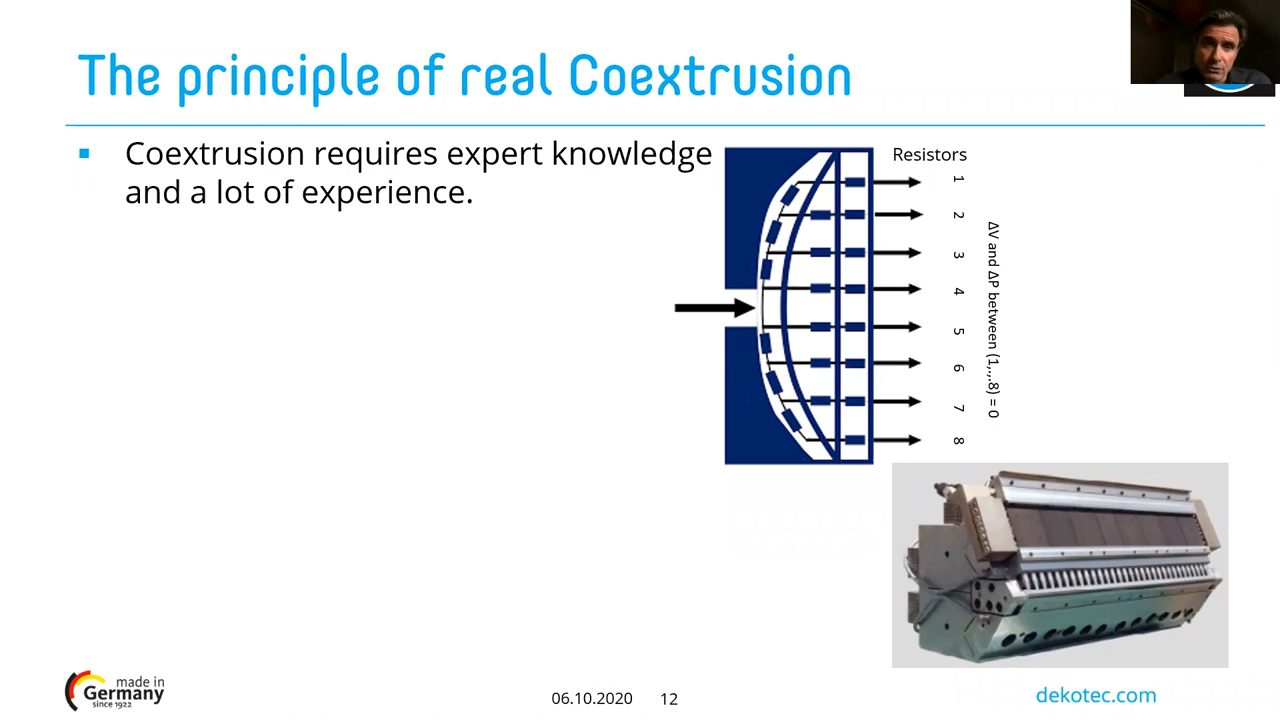 The principle of real Coextrusion
▪ Coextrusion requires expert knowledge
and a lot of experience.
Resistors
1
2
3
4
5
6
7
8
ΔV and ΔP between (1,.,.8) = 0
made in
Germany
since 1922
06.10.2020
12
dekotec.com